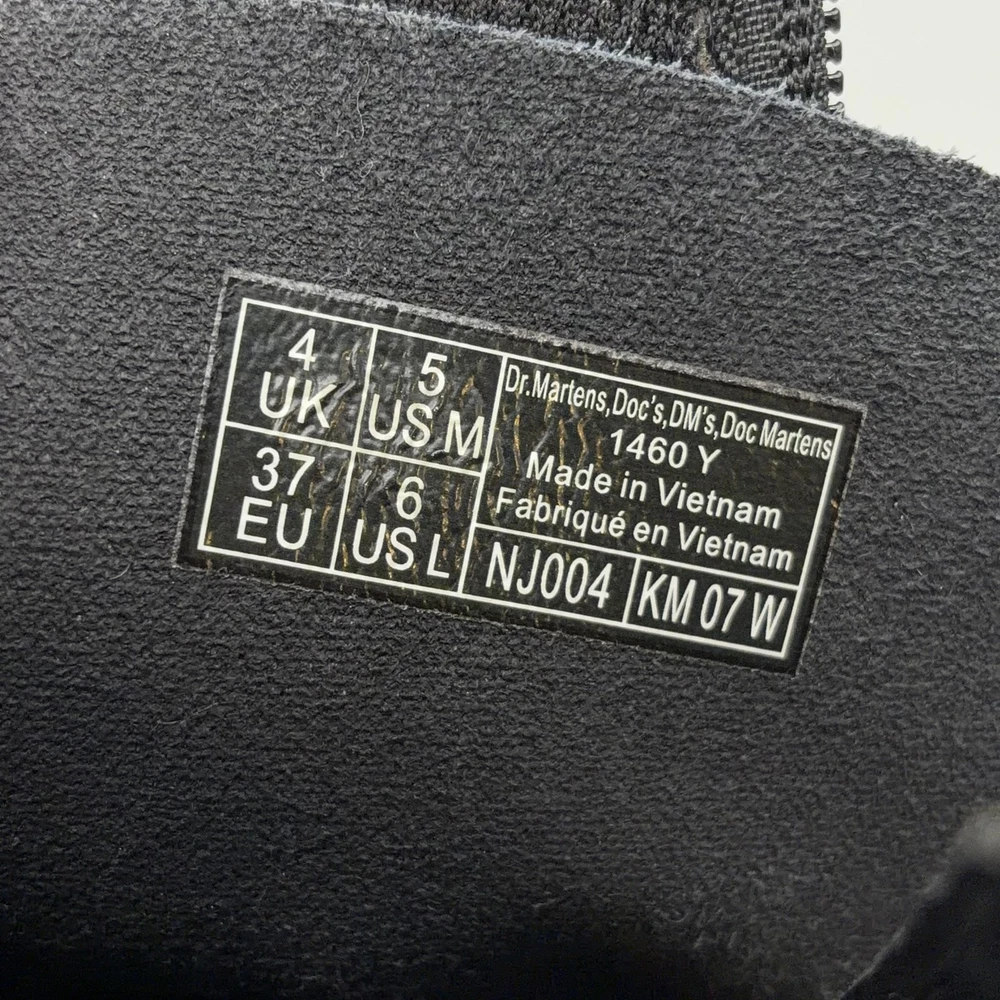 4
UK
5
US M
37
EU
6
US L
Dr.Martens,Doc's,DM's,Doc Martens
1460 Y
Made in Vietnam
Fabriqué en Vietnam
NJ004
KM 07 W